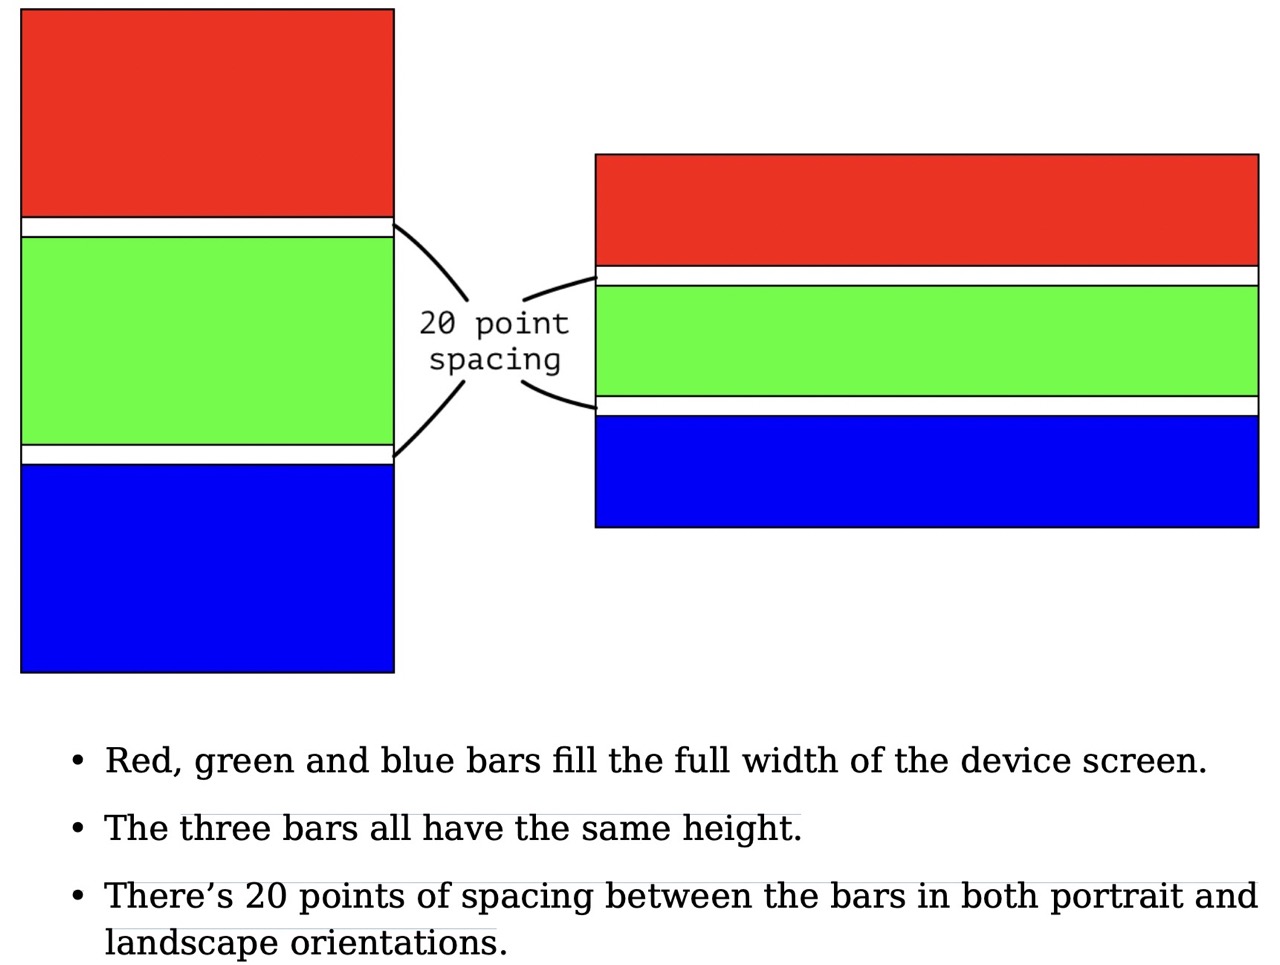 20 point
spacing
• Red, green and blue bars fill the full width of the device screen.
• The three bars all have the same height.
• There’s 20 points of spacing between the bars in both portrait and
landscape orientations.